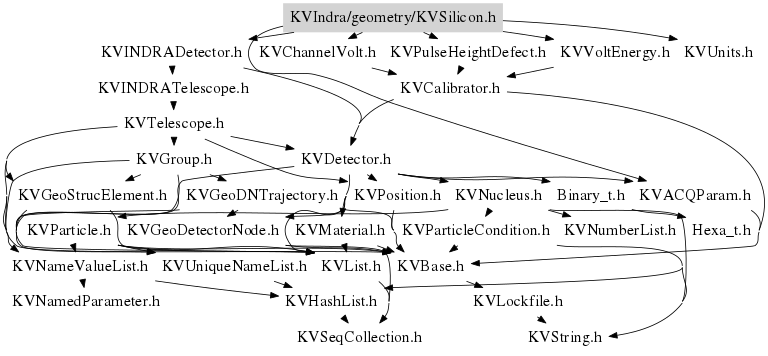 KVIndra/geometry/KVSilicon.h
KVINDRADetector.h KVChannelVolt.h KVPulseHeightDefect.h KVVoltEnergy.h KVUnits.h
KVINDRATelescope.h KVCalibrator.h
KVTelescope.h
KVGroup.h KVDetector.h
KVGeoStrucElement.h KVGeoDNTrajectory.h KVPosition.h KVNucleus.h Binary_t.h KVACQParam.h
KVParticle.h KVGeoDetectorNode.h KVMaterial.h KVParticleCondition.h KVNumberList.h Hexa_t.h
KVNameValueList.h KVUniqueNameList.h KVList.h KVBase.h
KVNamedParameter.h KVHashList.h KVLockfile.h
KVSeqCollection.h KVString.h